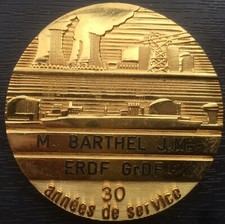 M. BARTHEL
ERDF GrDF
30
années de service